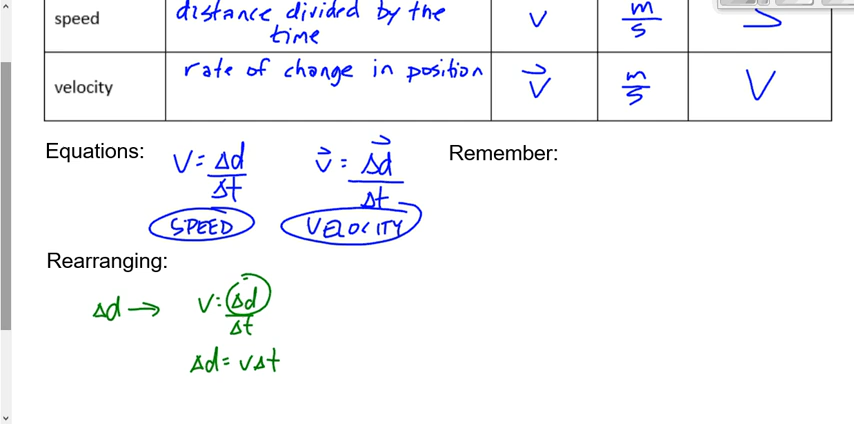 speed distance divided by the v m/s S
time
velocity rate of change in position v⃗ m/s V
Equations: v = Δd/Δt v⃗ = Δd⃗/Δt Remember:
SPEED VELOCITY
Rearranging:
Δd → v = Δd/Δt
Δd = vΔt